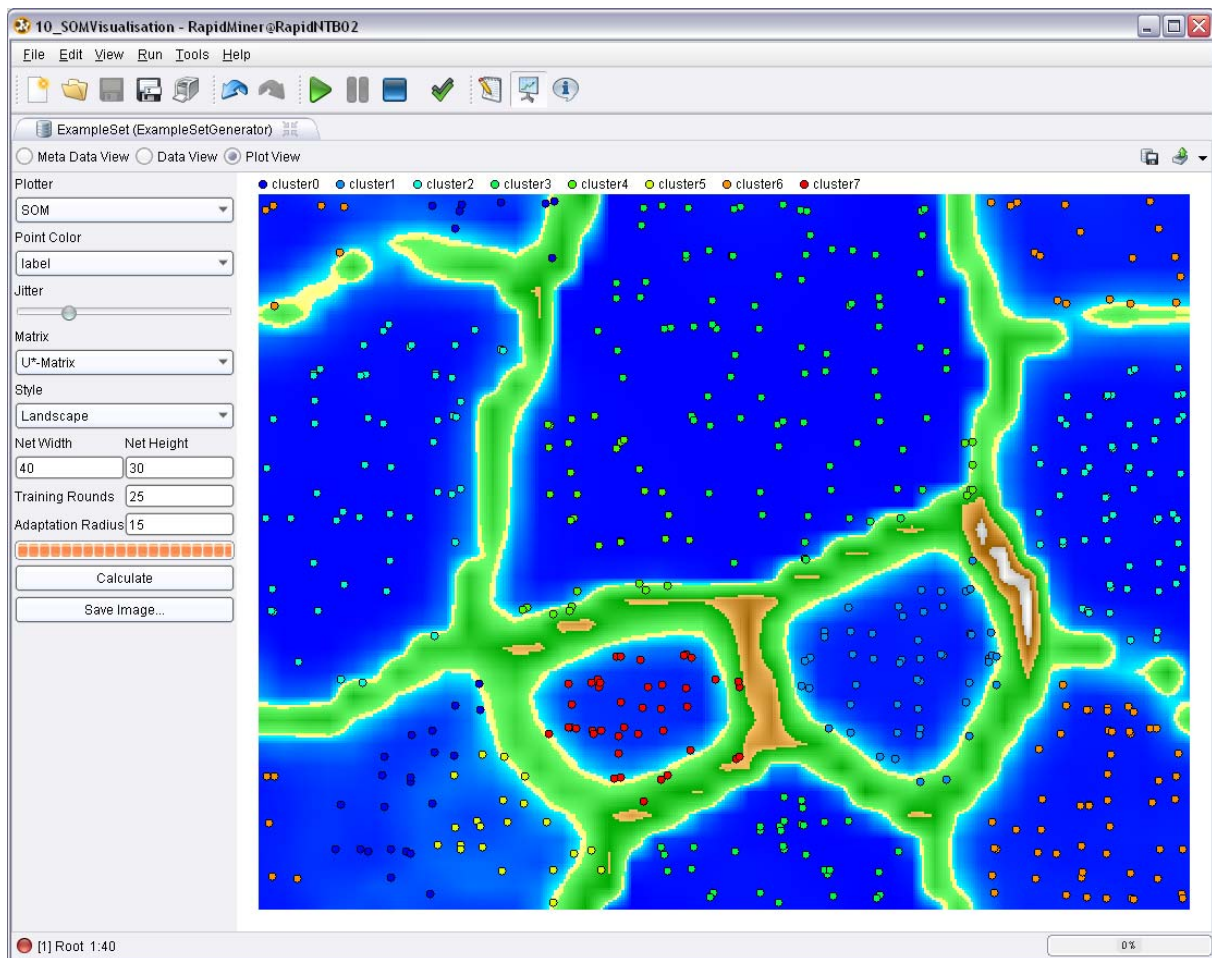 10_SOMVisualisation - RapidMiner@RapidNTB02
File Edit View Run Tools Help
ExampleSet (ExampleSetGenerator)
Meta Data View Data View Plot View
Plotter
SOM
Point Color
label
Jitter
Matrix
U*-Matrix
Style
Landscape
Net Width Net Height
40 30
Training Rounds 25
Adaptation Radius 15
Calculate
Save Image...
cluster0 cluster1 cluster2 cluster3 cluster4 cluster5 cluster6 cluster7
[1] Root 1:40
0%